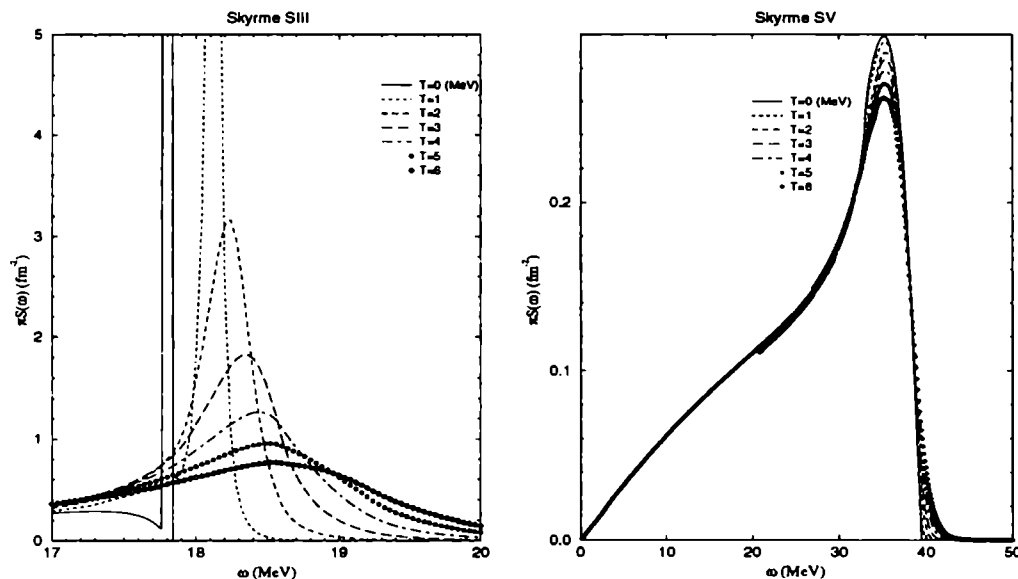 Skyrme SIII
πS(ω) (fm⁻²)
5
4
3
2
1
0
T=0 (MeV)
T=1
T=2
T=3
T=4
T=5
T=6
17
18
19
20
ω (MeV)
Skyrme SV
πS(ω) (fm⁻²)
0.2
0.1
0.0
T=0 (MeV)
T=1
T=2
T=3
T=4
T=5
T=6
0
10
20
30
40
50
ω (MeV)